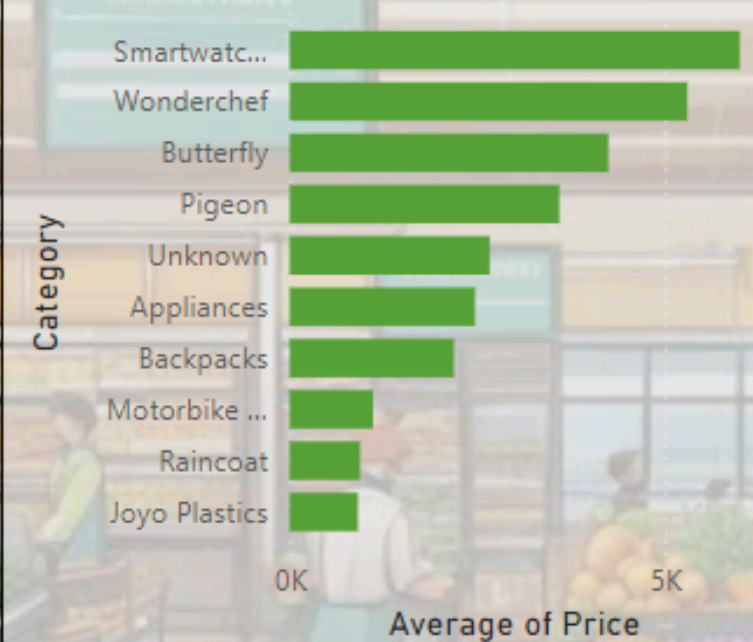 Smartwatc...
Wonderchef
Butterfly
Pigeon
Unknown
Appliances
Backpacks
Motorbike ...
Raincoat
Joyo Plastics
Category
0K 5K
Average of Price